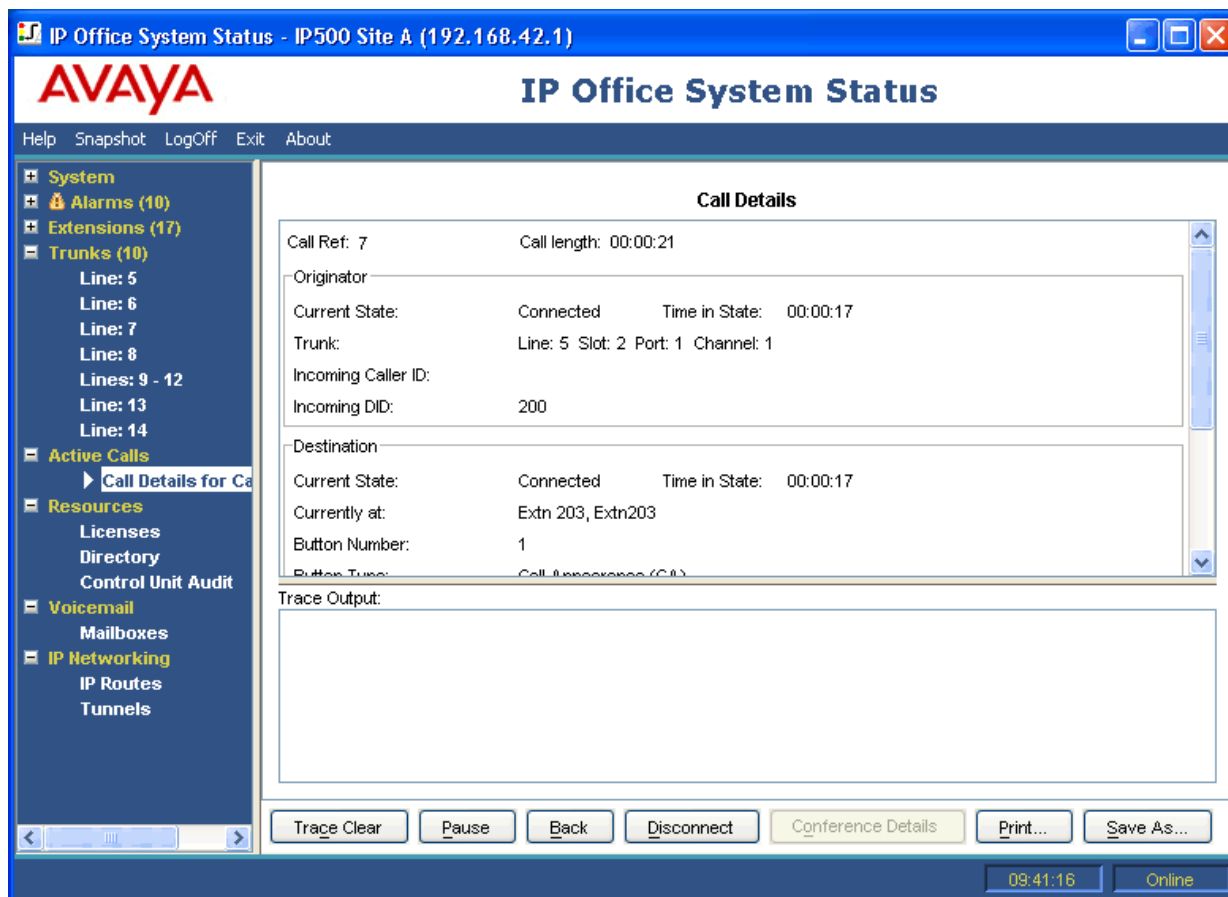 IP Office System Status - IP500 Site A (192.168.42.1)
AVAYA
IP Office System Status
Help Snapshot LogOff Exit About
System
Alarms (10)
Extensions (17)
Trunks (10)
Line: 5
Line: 6
Line: 7
Line: 8
Lines: 9 - 12
Line: 13
Line: 14
Active Calls
Call Details for Ca
Resources
Licenses
Directory
Control Unit Audit
Voicemail
Mailboxes
IP Networking
IP Routes
Tunnels
Call Details
Call Ref: 7 Call length: 00:00:21
Originator
Current State: Connected Time in State: 00:00:17
Trunk: Line: 5 Slot: 2 Port: 1 Channel: 1
Incoming Caller ID:
Incoming DID: 200
Destination
Current State: Connected Time in State: 00:00:17
Currently at: Extn 203, Extn203
Button Number: 1
Button Type: Call Appearance (CA)
Trace Output:
Trace Clear Pause Back Disconnect Conference Details Print... Save As...
09:41:16 Online